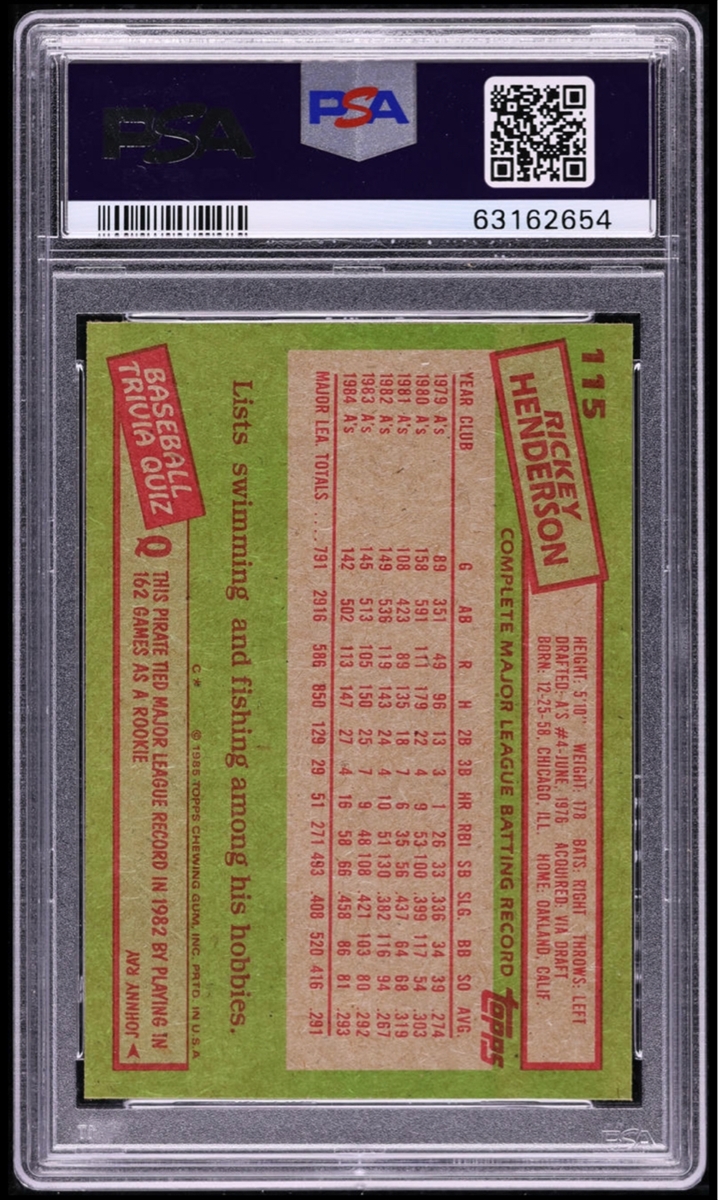 PSA
PSA
63162654
115
RICKEY
HENDERSON
HEIGHT: 5'10" WEIGHT: 178 BATS: RIGHT THROWS: LEFT
DRAFTED: A'S #4-JUNE, 1976 ACQUIRED: VIA DRAFT
BORN: 12-25-58, CHICAGO, ILL. HOME: OAKLAND, CALIF.
COMPLETE MAJOR LEAGUE BATTING RECORD topps
YEAR CLUB G AB R H 2B 3B HR RBI SB SLG. BB SO AVG.
1979 A's 89 351 49 96 13 3 1 26 33 .336 34 39 .274
1980 A's 158 591 111 179 22 4 9 53 100 .399 117 54 .303
1981 A's 108 423 89 135 18 7 6 35 56 .437 64 68 .319
1982 A's 149 536 119 143 24 4 10 51 130 .382 116 94 .267
1983 A's 145 513 105 150 25 7 9 48 108 .421 103 80 .292
1984 A's 142 502 113 147 27 4 16 58 66 .458 86 81 .293
MAJOR LEA. TOTALS .... 791 2916 586 850 129 29 51 271 493 .408 520 416 .291
Lists swimming and fishing among his hobbies.
C* © 1985 TOPPS CHEWING GUM, INC. PRTD. IN U.S.A.
BASEBALL
TRIVIA QUIZ
Q THIS PIRATE TIED MAJOR LEAGUE RECORD IN 1982 BY PLAYING IN
162 GAMES AS A ROOKIE
JOHNNY RAY
PSA